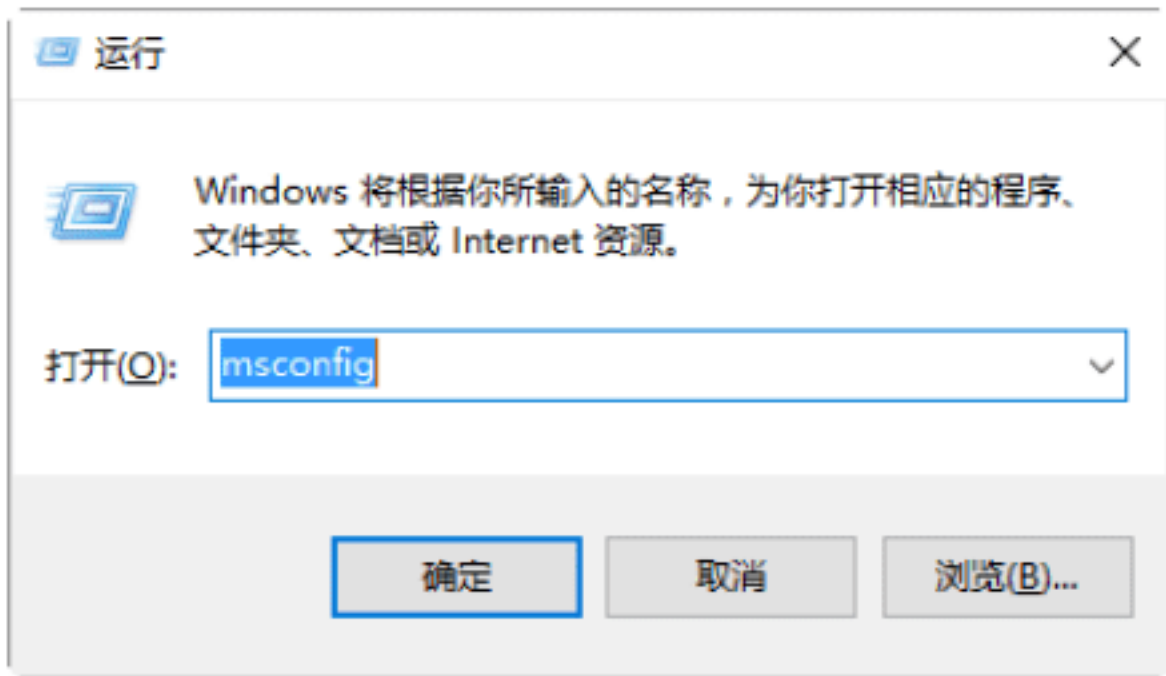 运行
Windows 将根据你所输入的名称，为你打开相应的程序、
文件夹、文档或 Internet 资源。
打开(O): msconfig
确定 取消 浏览(B)...